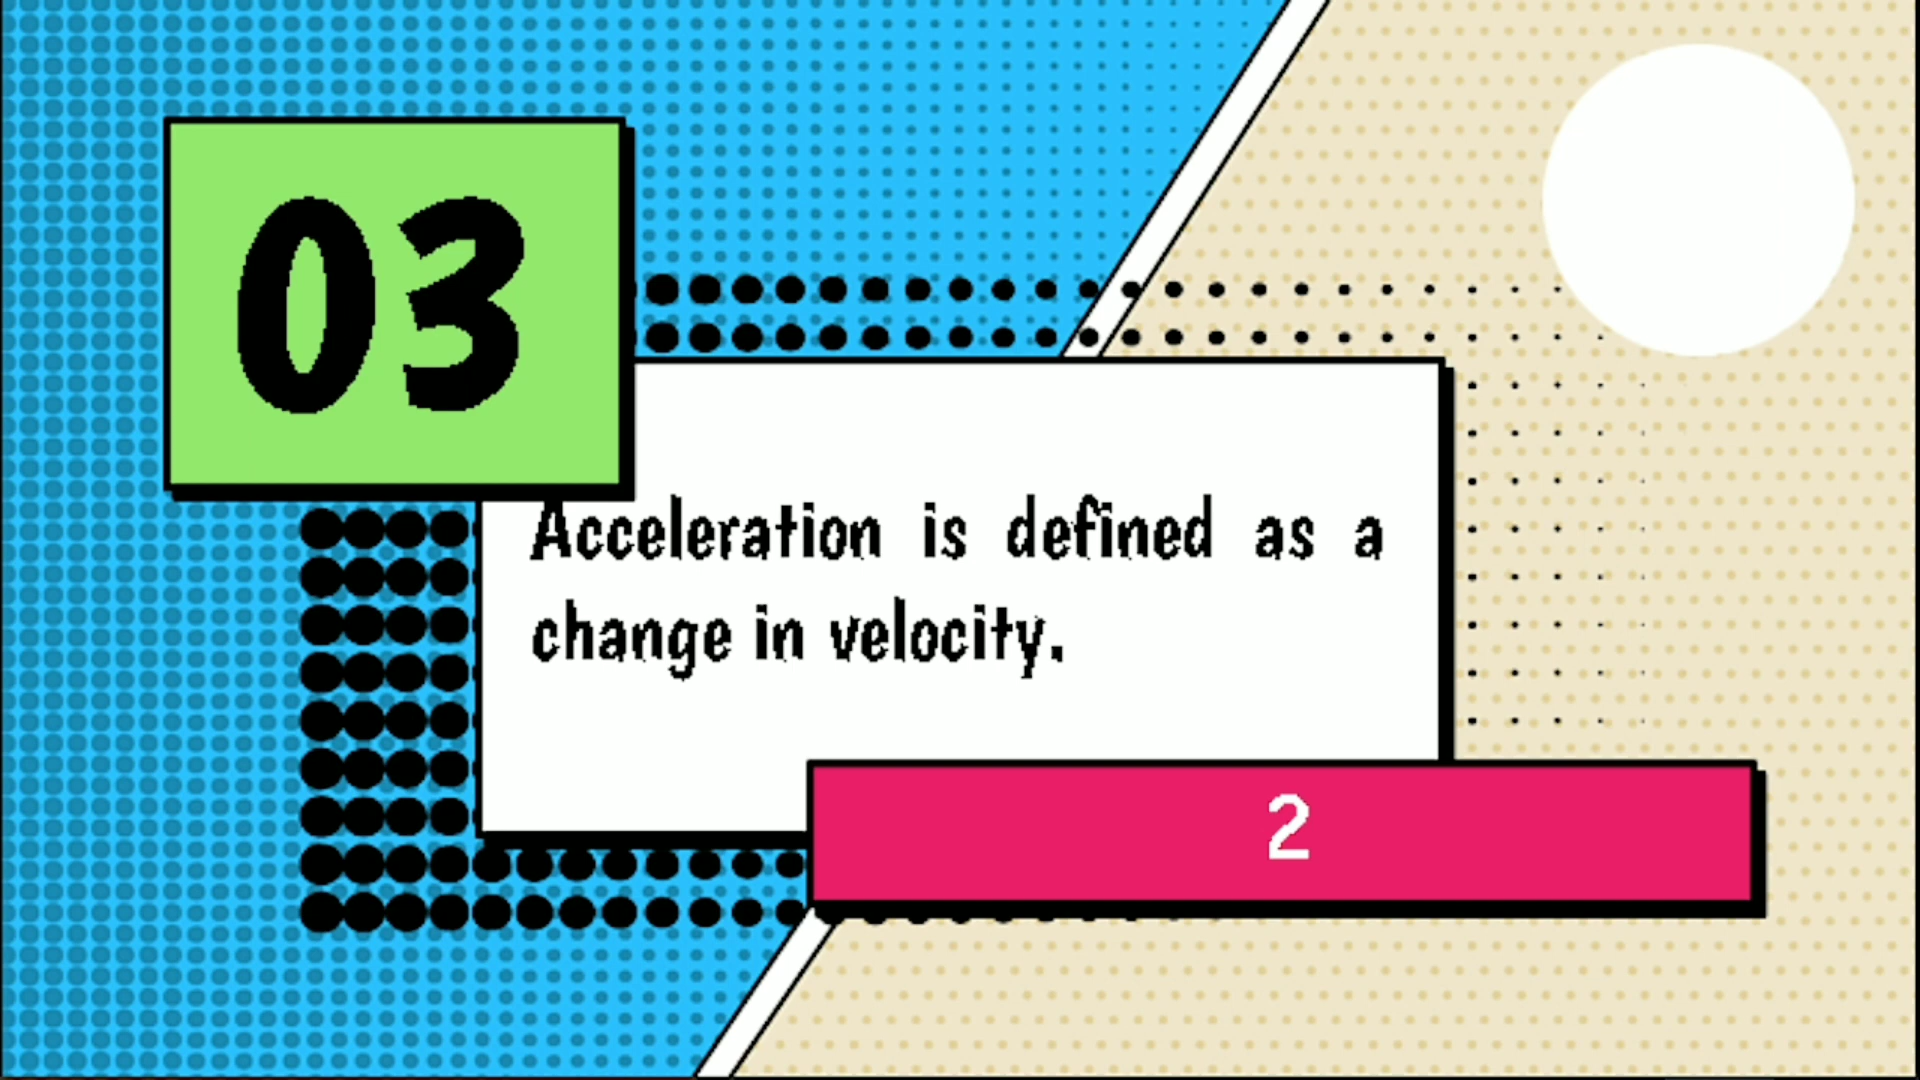 03
Acceleration is defined as a
change in velocity.
2